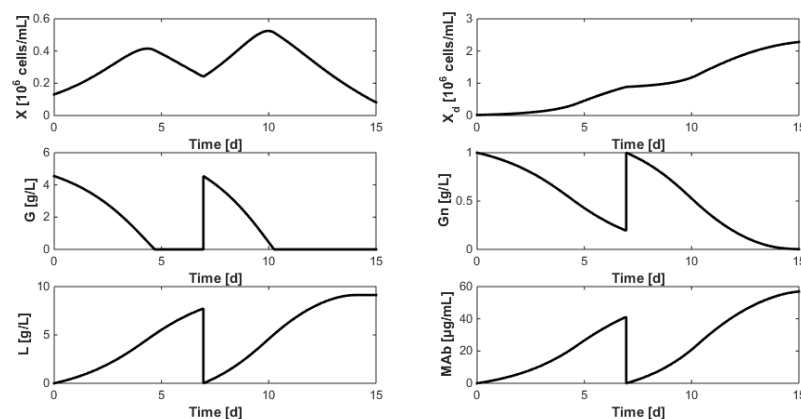 X [10⁶ cells/mL]
0.6
0.4
0.2
0
0 5 10 15
Time [d]
X_d [10⁶ cells/mL]
3
2
1
0
0 5 10 15
Time [d]
G [g/L]
6
4
2
0
0 5 10 15
Time [d]
Gn [g/L]
1
0.5
0
0 5 10 15
Time [d]
L [g/L]
10
5
0
0 5 10 15
Time [d]
MAb [µg/mL]
60
40
20
0
0 5 10 15
Time [d]